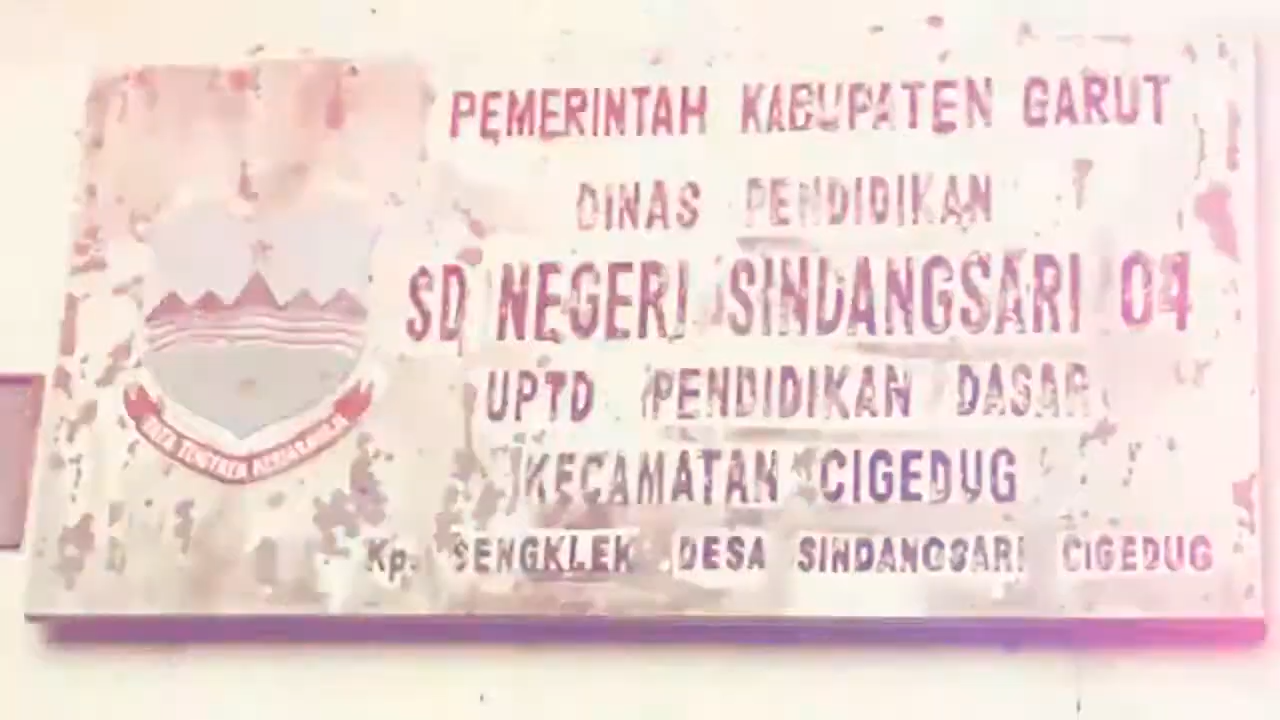 PEMERINTAH KABUPATEN GARUT
DINAS PENDIDIKAN
SD NEGERI SINDANGSARI 04
UPTD PENDIDIKAN DASAR
KECAMATAN CIGEDUG
Kp. SENGKLEK DESA SINDANGSARI CIGEDUG